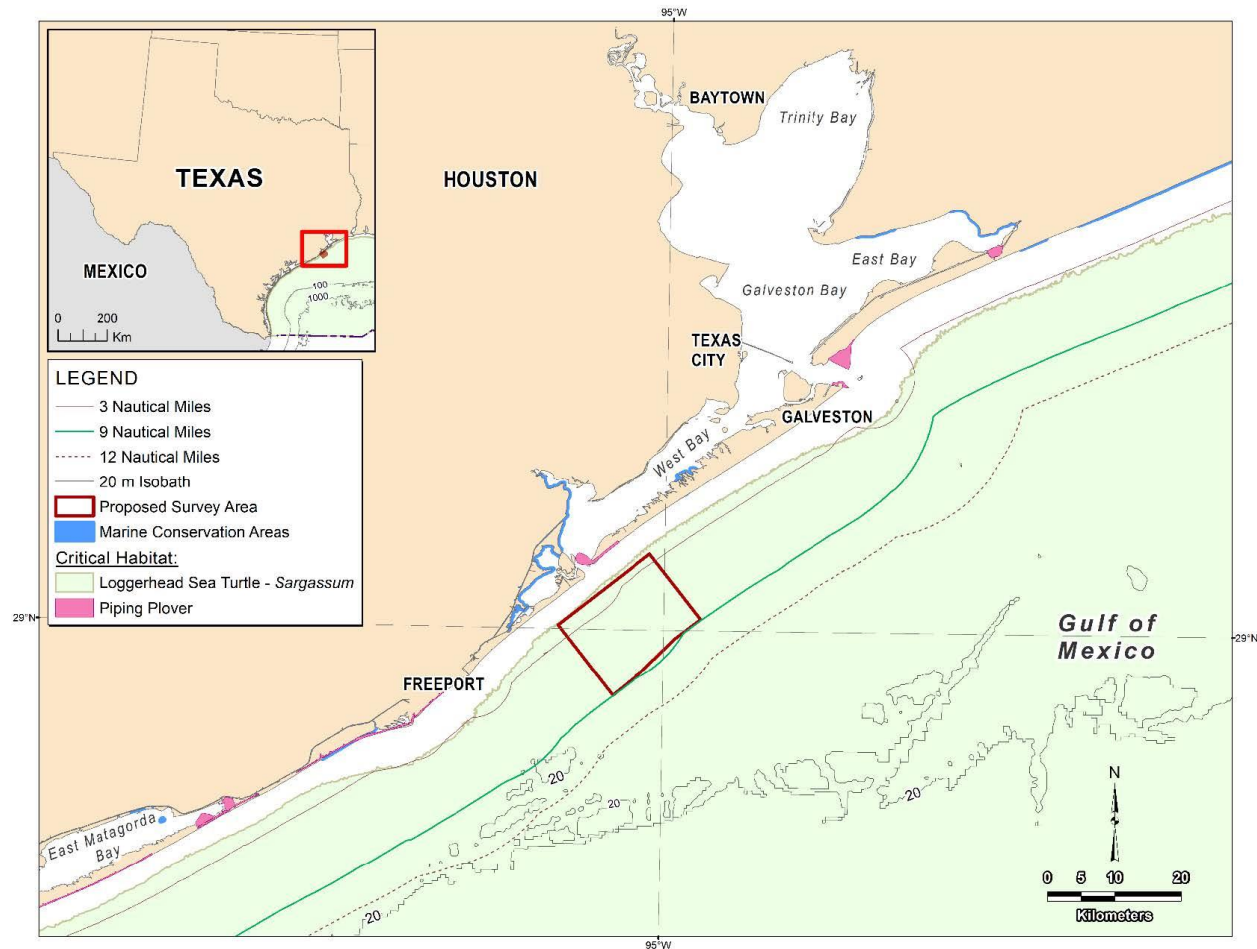 95°W
BAYTOWN
Trinity Bay
HOUSTON
TEXAS
MEXICO
100
1000
0 200
Km
East Bay
Galveston Bay
TEXAS
CITY
GALVESTON
West Bay
LEGEND
3 Nautical Miles
9 Nautical Miles
12 Nautical Miles
20 m Isobath
Proposed Survey Area
Marine Conservation Areas
Critical Habitat:
Loggerhead Sea Turtle - Sargassum
Piping Plover
29°N
29°N
Gulf of
Mexico
FREEPORT
20
20
20
20
East Matagorda
Bay
N
0 5 10 20
Kilometers
95°W